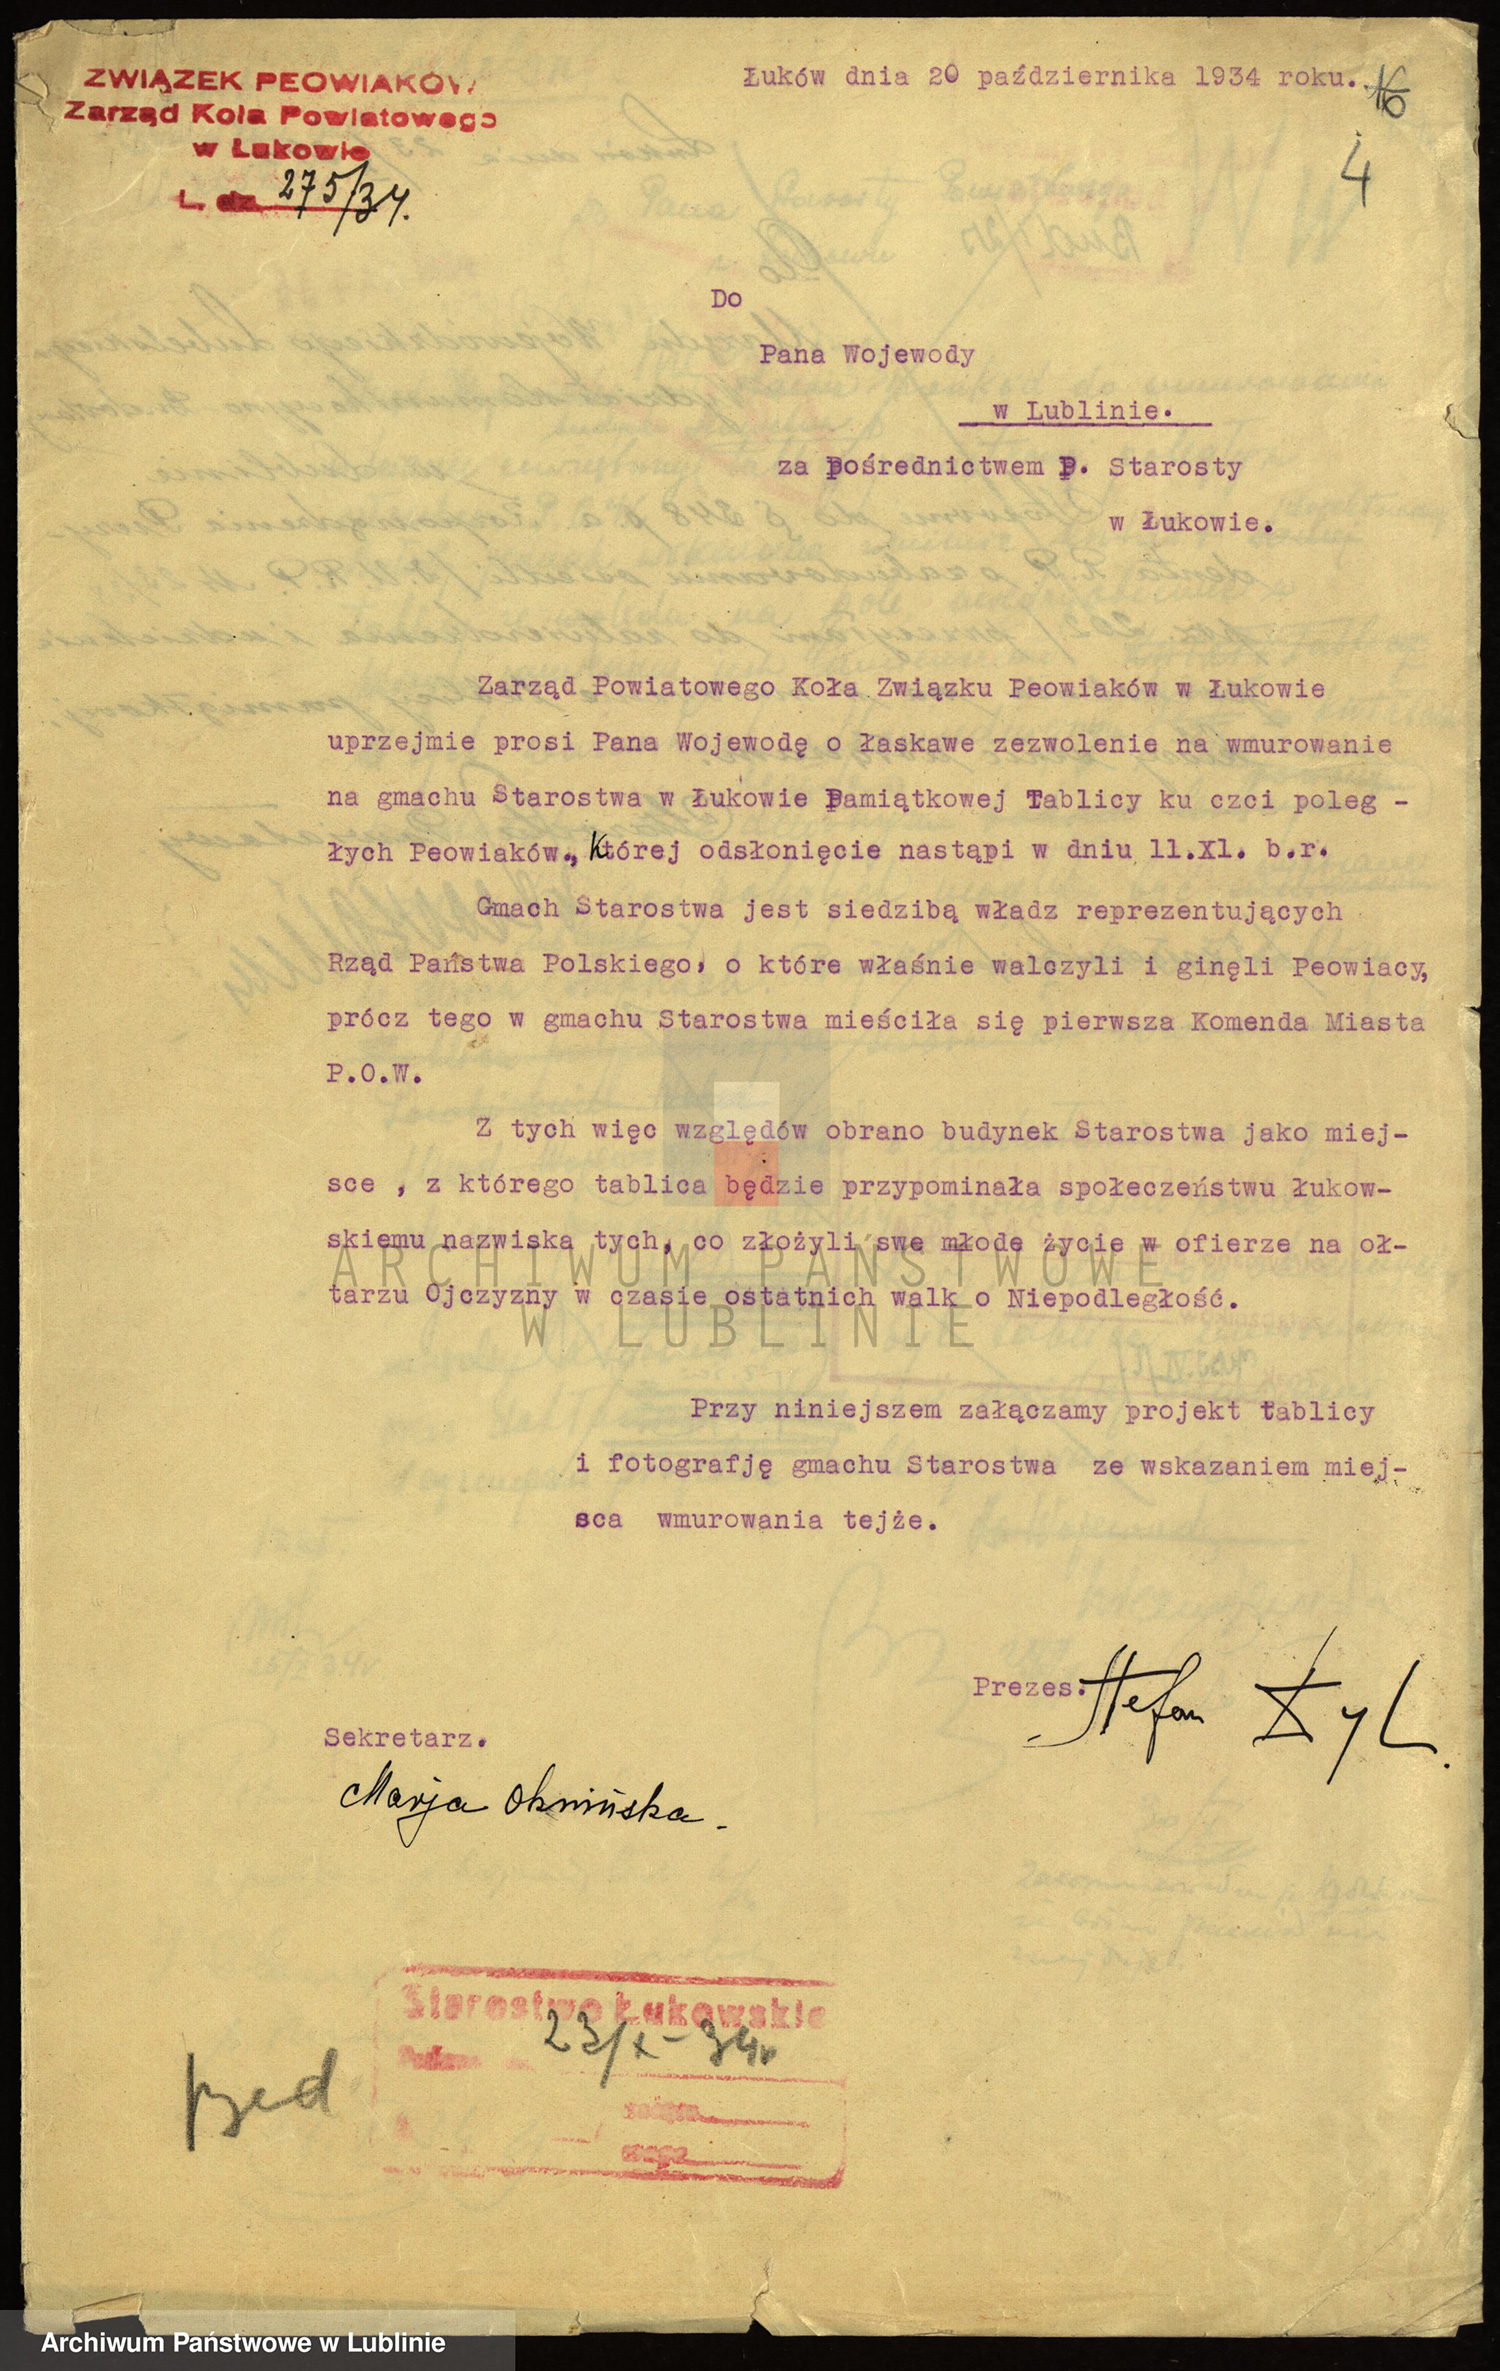 ZWIĄZEK PEOWIAKÓW
Zarząd Koła Powiatowego
w Łukowie
L. dz. 275/34.
Łuków dnia 20 października 1934 roku.
16
4
Do
Pana Wojewody
w Lublinie.
za pośrednictwem p. Starosty
w Łukowie.
Zarząd Powiatowego Koła Związku Peowiaków w Łukowie
uprzejmie prosi Pana Wojewodę o łaskawe zezwolenie na wmurowanie
na gmachu Starostwa w Łukowie Pamiątkowej Tablicy ku czci poleg -
łych Peowiaków., której odsłonięcie nastąpi w dniu 11.XI. b.r.
Gmach Starostwa jest siedzibą władz reprezentujących
Rząd Państwa Polskiego, o które właśnie walczyli i ginęli Peowiacy,
prócz tego w gmachu Starostwa mieściła się pierwsza Komenda Miasta
P.O.W.
Z tych więc względów obrano budynek Starostwa jako miej-
sce , z którego tablica będzie przypominała społeczeństwu łukow-
skiemu nazwiska tych, co złożyli swe młode życie w ofierze na oł-
tarzu Ojczyzny w czasie ostatnich walk o Niepodległość.
ARCHIWUM PAŃSTWOWE
W LUBLINIE
Przy niniejszem załączamy projekt tablicy
i fotografję gmachu Starostwa ze wskazaniem miej-
sca wmurowania tejże.
Prezes: Stefan Żył.
Sekretarz.
Marja Oknińska.
Starostwo Łukowskie
23/X-34r
Archiwum Państwowe w Lublinie